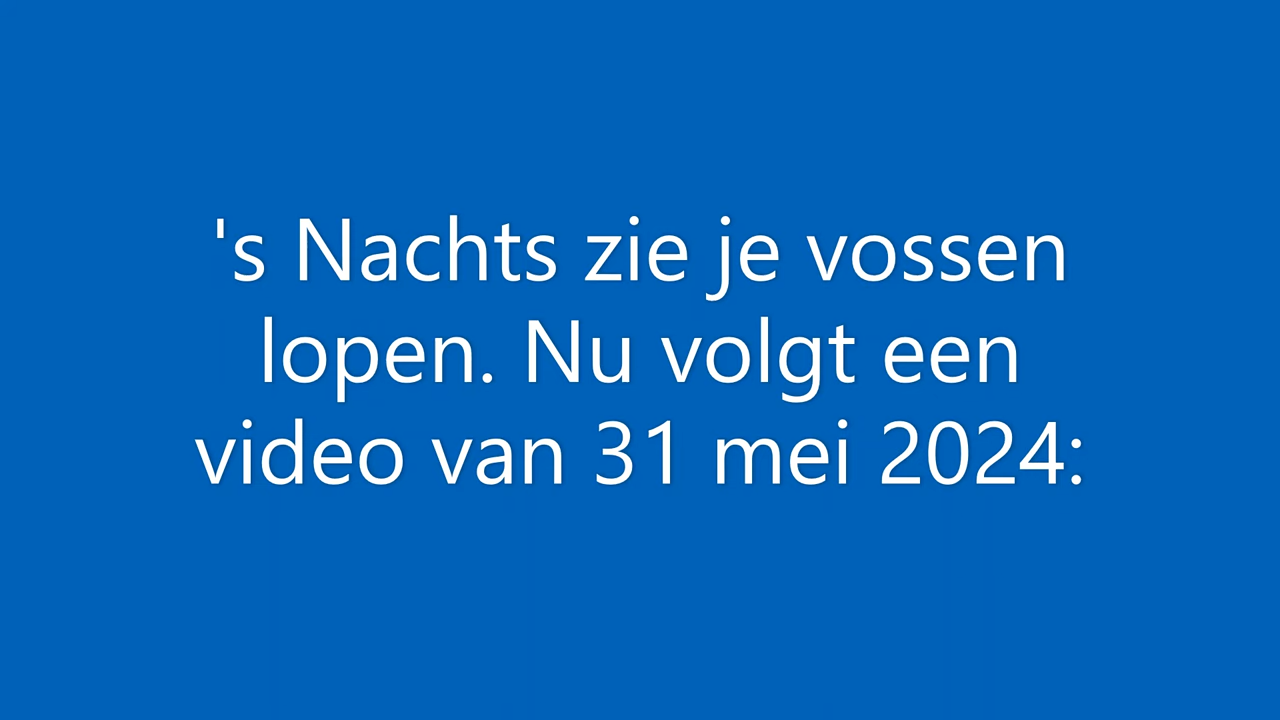 's Nachts zie je vossen
lopen. Nu volgt een
video van 31 mei 2024: